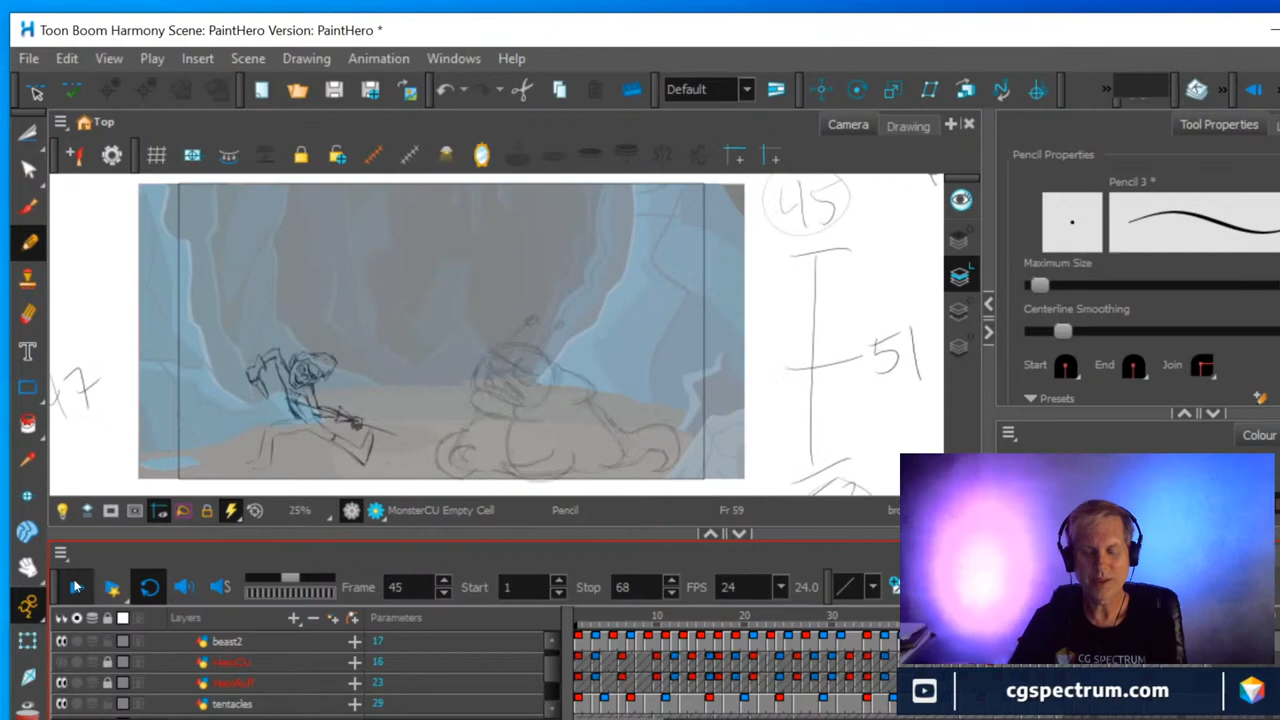 Toon Boom Harmony Scene: PaintHero Version: PaintHero *
File Edit View Play Insert Scene Drawing Animation Windows Help
Default
Top Camera Drawing Tool Properties
Pencil Properties
Pencil 3 *
Maximum Size
Centerline Smoothing
Start End Join
Presets
45
51
47
Colour
25% MonsterCU Empty Cell Pencil Fr 59
Frame 45 Start 1 Stop 68 FPS 24 24.0
Layers Parameters 10 20 30
beast2 17
16
23
tentacles 29
CG SPECTRUM
cgspectrum.com